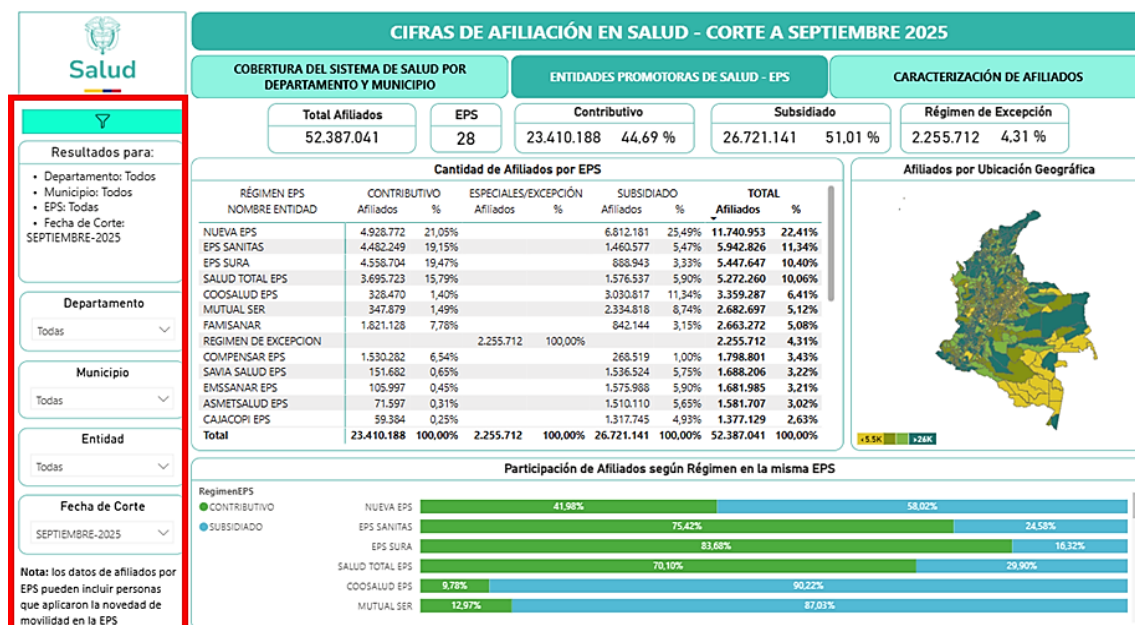 Salud
CIFRAS DE AFILIACIÓN EN SALUD - CORTE A SEPTIEMBRE 2025
COBERTURA DEL SISTEMA DE SALUD POR
DEPARTAMENTO Y MUNICIPIO
ENTIDADES PROMOTORAS DE SALUD - EPS
CARACTERIZACIÓN DE AFILIADOS
Total Afiliados
52.387.041
EPS
28
Contributivo
23.410.188 44,69 %
Subsidiado
26.721.141 51,01 %
Régimen de Excepción
2.255.712 4,31 %
Resultados para:
• Departamento: Todos
• Municipio: Todos
• EPS: Todas
• Fecha de Corte:
SEPTIEMBRE-2025
Departamento
Todas
Municipio
Todas
Entidad
Todas
Fecha de Corte
SEPTIEMBRE-2025
Nota: los datos de afiliados por
EPS pueden incluir personas
que aplicaron la novedad de
movilidad en la EPS
Cantidad de Afiliados por EPS
RÉGIMEN EPS CONTRIBUTIVO ESPECIALES/EXCEPCIÓN SUBSIDIADO TOTAL
NOMBRE ENTIDAD Afiliados % Afiliados % Afiliados % Afiliados %
NUEVA EPS 4.928.772 21,05% 6.812.181 25,49% 11.740.953 22,41%
EPS SANITAS 4.482.249 19,15% 1.460.577 5,47% 5.942.826 11,34%
EPS SURA 4.558.704 19,47% 888.943 3,33% 5.447.647 10,40%
SALUD TOTAL EPS 3.695.723 15,79% 1.576.537 5,90% 5.272.260 10,06%
COOSALUD EPS 328.470 1,40% 3.030.817 11,34% 3.359.287 6,41%
MUTUAL SER 347.879 1,49% 2.334.818 8,74% 2.682.697 5,12%
FAMISANAR 1.821.128 7,78% 842.144 3,15% 2.663.272 5,08%
REGIMEN DE EXCEPCION 2.255.712 100,00% 2.255.712 4,31%
COMPENSAR EPS 1.530.282 6,54% 268.519 1,00% 1.798.801 3,43%
SAVIA SALUD EPS 151.682 0,65% 1.536.524 5,75% 1.688.206 3,22%
EMSSANAR EPS 105.997 0,45% 1.575.988 5,90% 1.681.985 3,21%
ASMETSALUD EPS 71.597 0,31% 1.510.110 5,65% 1.581.707 3,02%
CAJACOPI EPS 59.384 0,25% 1.317.745 4,93% 1.377.129 2,63%
Total 23.410.188 100,00% 2.255.712 100,00% 26.721.141 100,00% 52.387.041 100,00%
Afiliados por Ubicación Geográfica
<5.5K >26K
Participación de Afiliados según Régimen en la misma EPS
RegimenEPS
CONTRIBUTIVO
SUBSIDIADO
NUEVA EPS 41,98% 58,02%
EPS SANITAS 75,42% 24,58%
EPS SURA 83,68% 16,32%
SALUD TOTAL EPS 70,10% 29,90%
COOSALUD EPS 9,78% 90,22%
MUTUAL SER 12,97% 87,03%